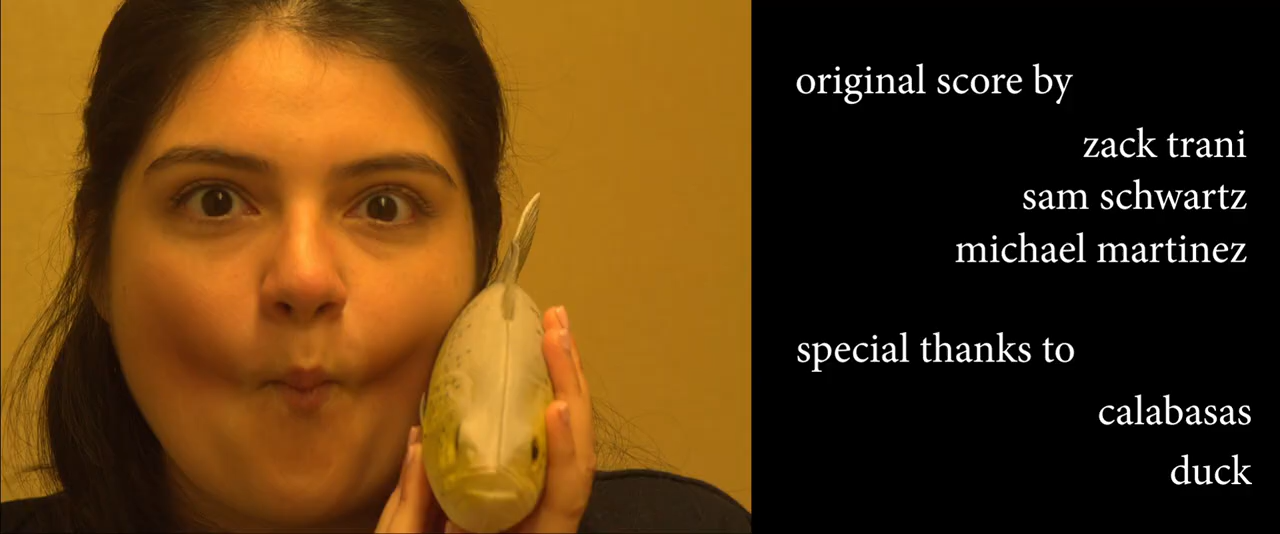 original score by
zack trani
sam schwartz
michael martinez
special thanks to
calabasas
duck